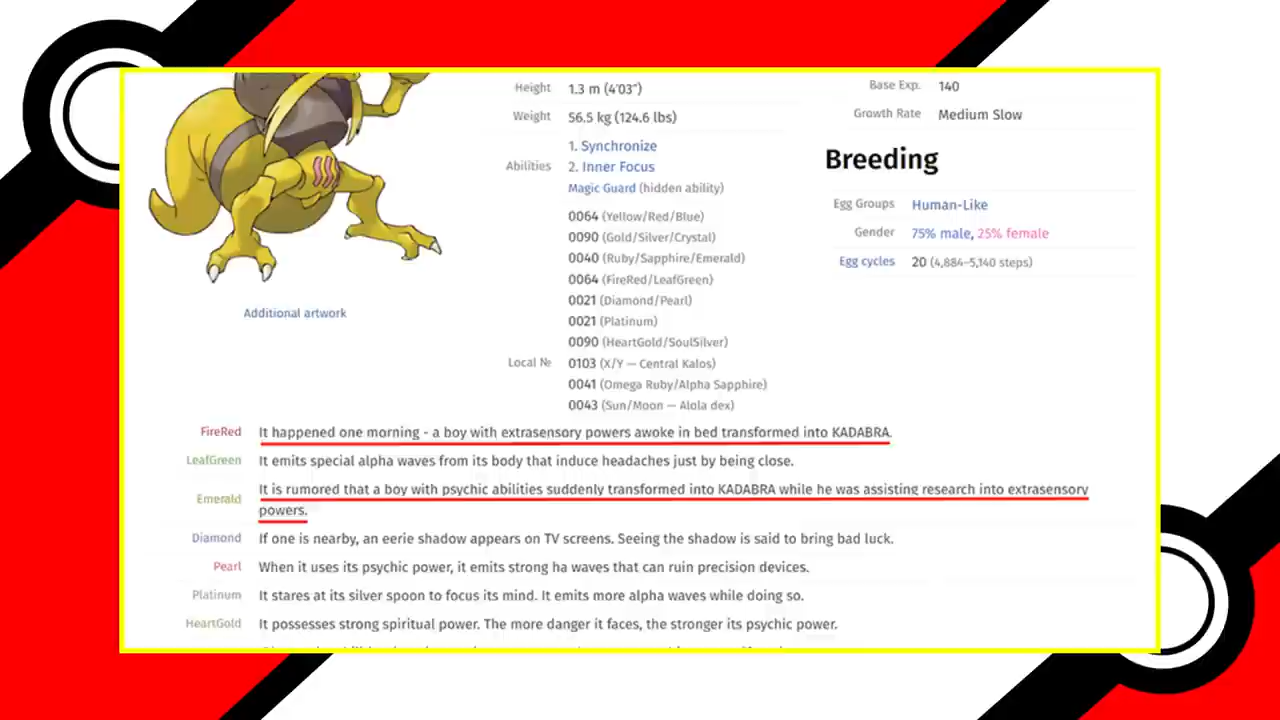 Height 1.3 m (4'03")
Weight 56.5 kg (124.6 lbs)
Abilities
1. Synchronize
2. Inner Focus
Magic Guard (hidden ability)
Local №
0064 (Yellow/Red/Blue)
0090 (Gold/Silver/Crystal)
0040 (Ruby/Sapphire/Emerald)
0064 (FireRed/LeafGreen)
0021 (Diamond/Pearl)
0021 (Platinum)
0090 (HeartGold/SoulSilver)
0103 (X/Y — Central Kalos)
0041 (Omega Ruby/Alpha Sapphire)
0043 (Sun/Moon — Alola dex)
Base Exp. 140
Growth Rate Medium Slow
Breeding
Egg Groups Human-Like
Gender 75% male, 25% female
Egg cycles 20 (4,884–5,140 steps)
Additional artwork
FireRed It happened one morning - a boy with extrasensory powers awoke in bed transformed into KADABRA.
LeafGreen It emits special alpha waves from its body that induce headaches just by being close.
Emerald It is rumored that a boy with psychic abilities suddenly transformed into KADABRA while he was assisting research into extrasensory
powers.
Diamond If one is nearby, an eerie shadow appears on TV screens. Seeing the shadow is said to bring bad luck.
Pearl When it uses its psychic power, it emits strong ha waves that can ruin precision devices.
Platinum It stares at its silver spoon to focus its mind. It emits more alpha waves while doing so.
HeartGold It possesses strong spiritual power. The more danger it faces, the stronger its psychic power.